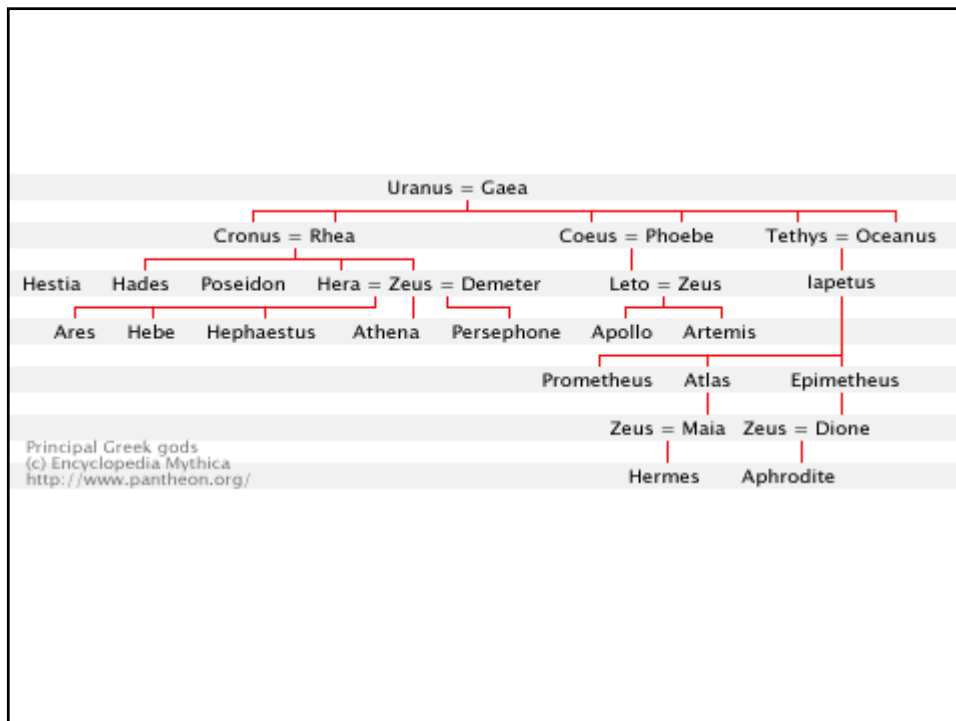 Uranus = Gaea
Cronus = Rhea Coeus = Phoebe Tethys = Oceanus
Hestia Hades Poseidon Hera = Zeus = Demeter Leto = Zeus Iapetus
Ares Hebe Hephaestus Athena Persephone Apollo Artemis
Prometheus Atlas Epimetheus
Zeus = Maia Zeus = Dione
Hermes Aphrodite
Principal Greek gods
(c) Encyclopedia Mythica
http://www.pantheon.org/